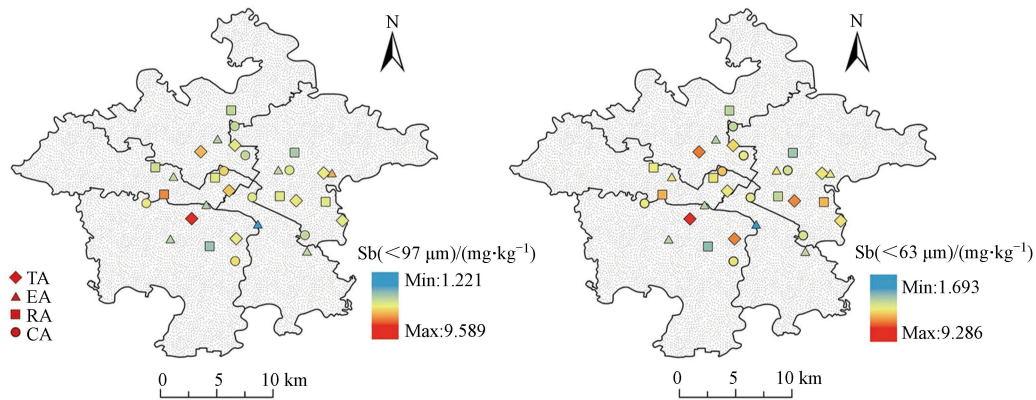 N
N
Sb(<97 μm)/(mg·kg⁻¹)
Min:1.221
Max:9.589
TA
EA
RA
CA
0 5 10 km
Sb(<63 μm)/(mg·kg⁻¹)
Min:1.693
Max:9.286
0 5 10 km